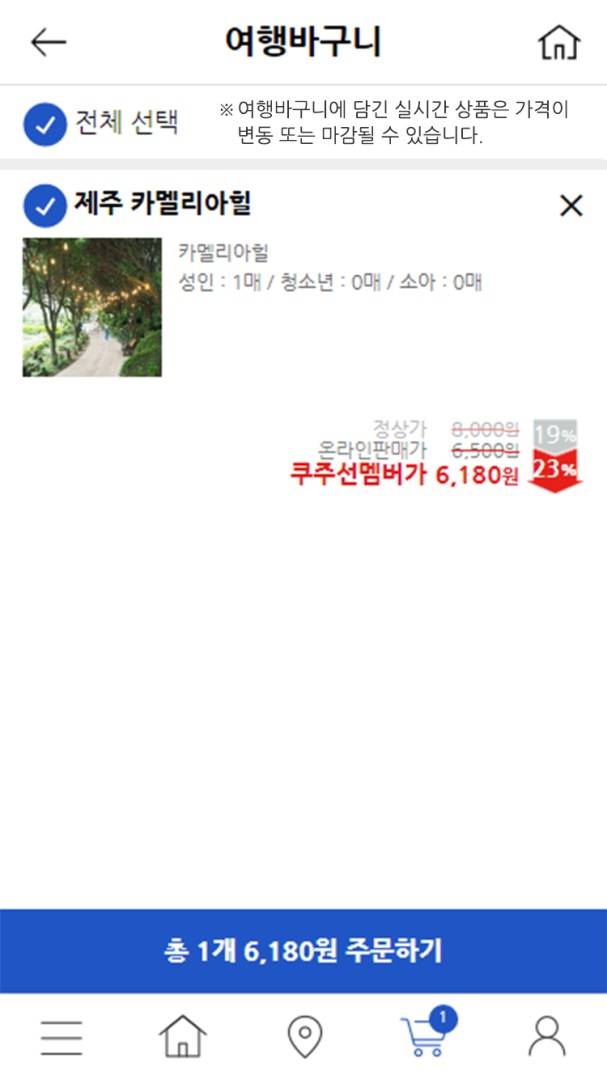 여행바구니
전체 선택
※ 여행바구니에 담긴 실시간 상품은 가격이
변동 또는 마감될 수 있습니다.
제주 카멜리아힐
카멜리아힐
성인 : 1매 / 청소년 : 0매 / 소아 : 0매
정상가 8,000원 19%
온라인판매가 6,500원
쿠주선멤버가 6,180원 23%
총 1개 6,180원 주문하기
1